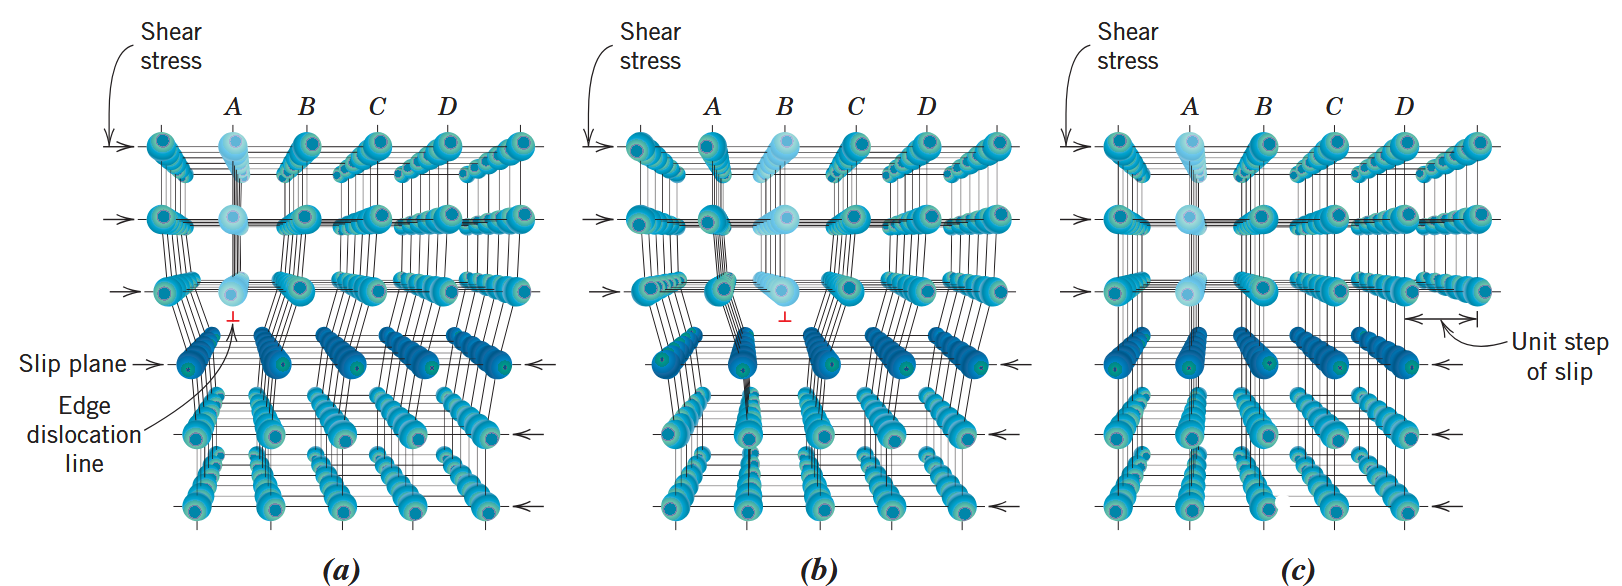 Shear
stress
A B C D
Shear
stress
A B C D
Shear
stress
A B C D
⊥
⊥
Slip plane
Edge
dislocation
line
Unit step
of slip
(a)
(b)
(c)